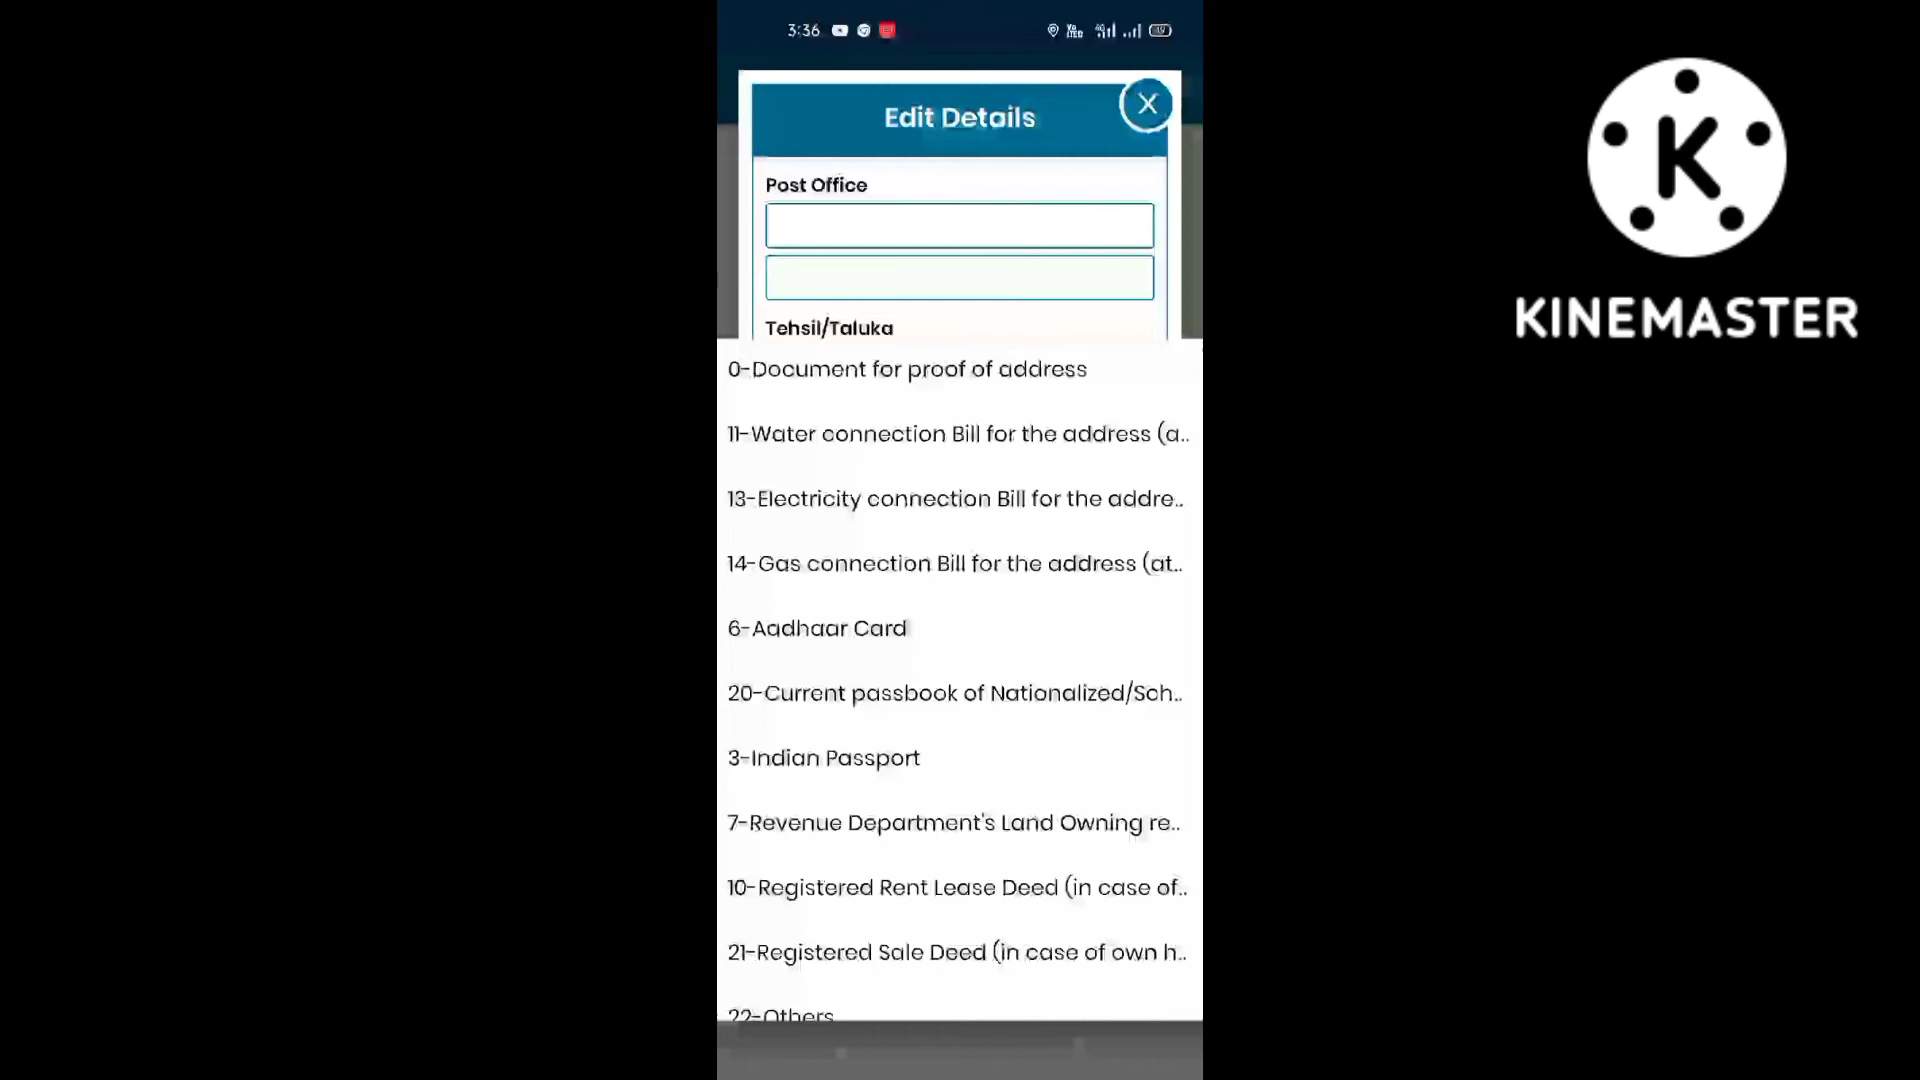 3:36
Edit Details
X
Post Office
Tehsil/Taluka
0-Document for proof of address
11-Water connection Bill for the address (a..
13-Electricity connection Bill for the addre..
14-Gas connection Bill for the address (at..
6-Aadhaar Card
20-Current passbook of Nationalized/Sch..
3-Indian Passport
7-Revenue Department's Land Owning re..
10-Registered Rent Lease Deed (in case of..
21-Registered Sale Deed (in case of own h..
22-Others
K
KINEMASTER